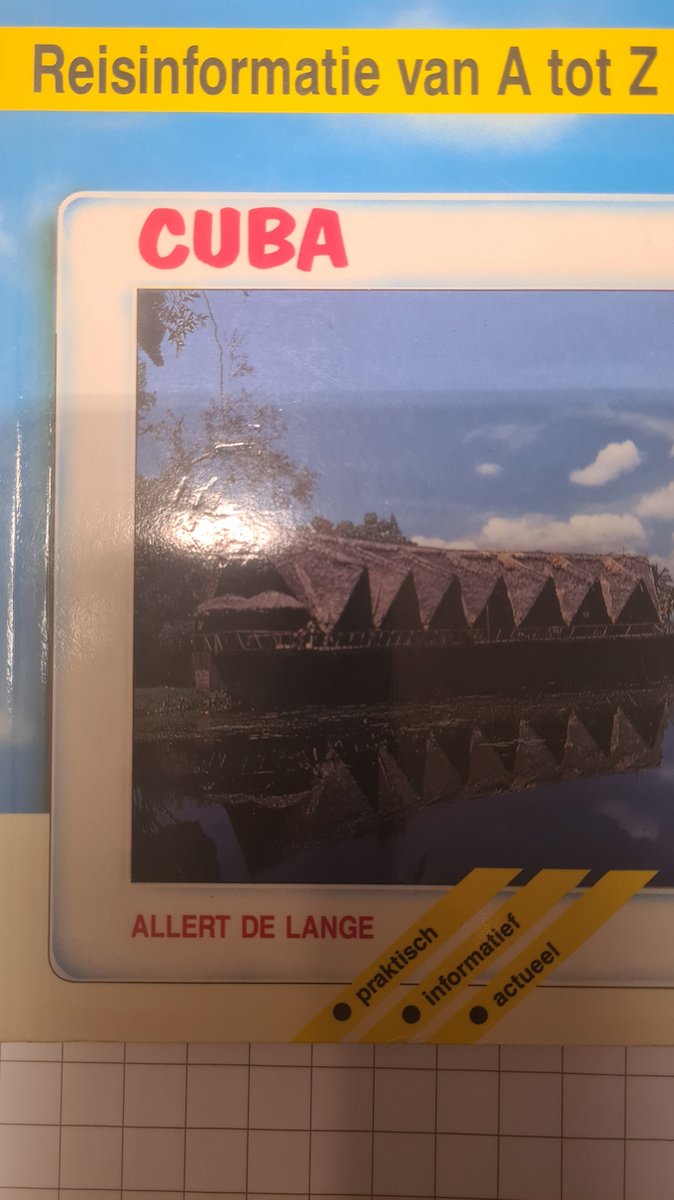 Reisinformatie van A tot Z
CUBA
ALLERT DE LANGE
● praktisch
● informatief
● actueel